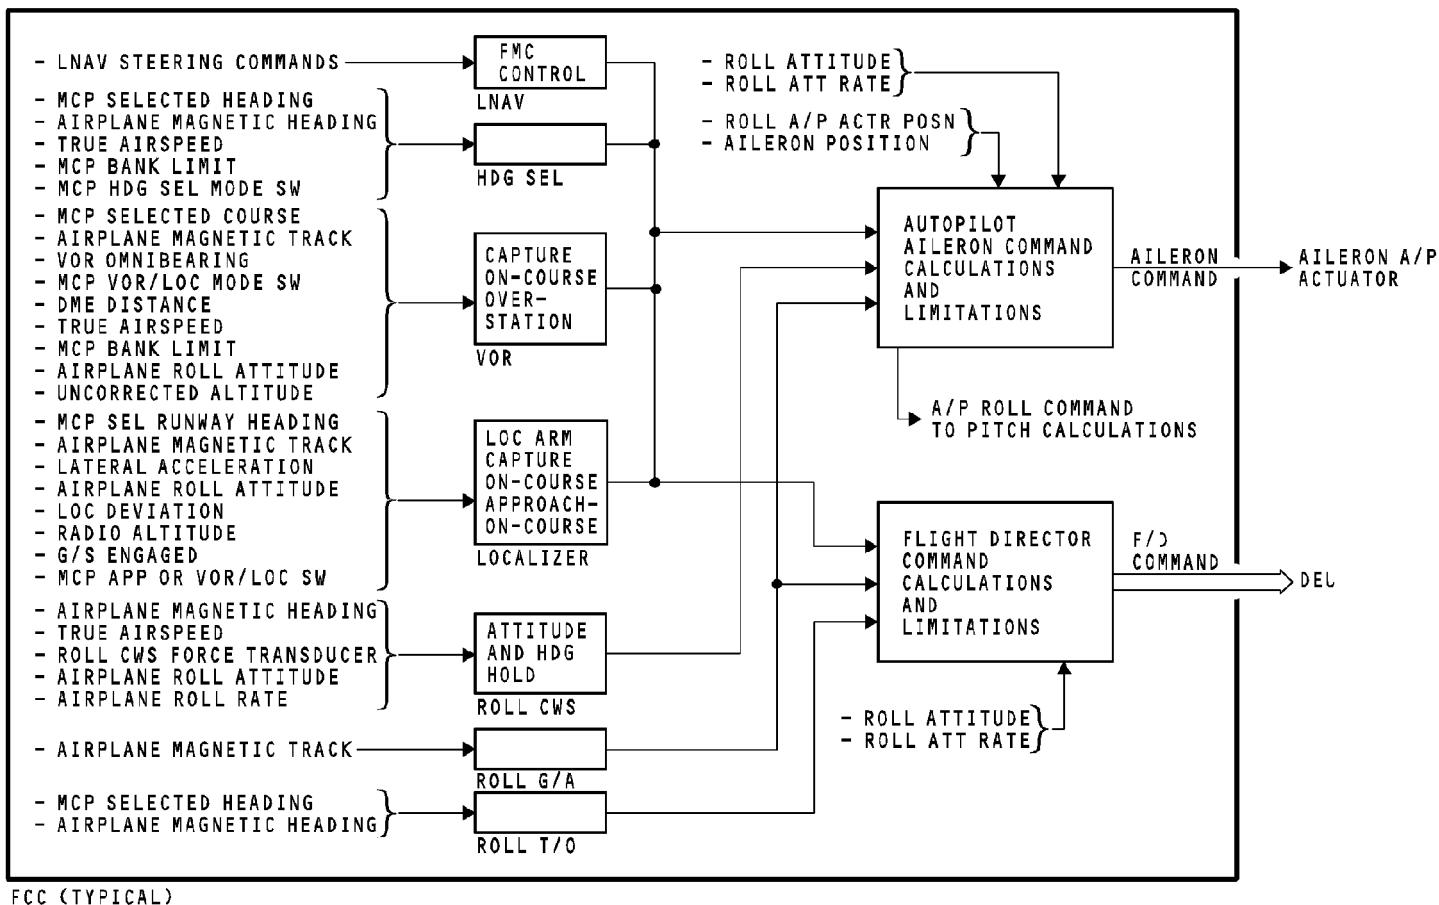 - LNAV STEERING COMMANDS
FMC
CONTROL
LNAV
- MCP SELECTED HEADING
- AIRPLANE MAGNETIC HEADING
- TRUE AIRSPEED
- MCP BANK LIMIT
- MCP HDG SEL MODE SW
HDG SEL
- MCP SELECTED COURSE
- AIRPLANE MAGNETIC TRACK
- VOR OMNIBEARING
- MCP VOR/LOC MODE SW
- DME DISTANCE
- TRUE AIRSPEED
- MCP BANK LIMIT
- AIRPLANE ROLL ATTITUDE
- UNCORRECTED ALTITUDE
CAPTURE
ON-COURSE
OVER-
STATION
VOR
- MCP SEL RUNWAY HEADING
- AIRPLANE MAGNETIC TRACK
- LATERAL ACCELERATION
- AIRPLANE ROLL ATTITUDE
- LOC DEVIATION
- RADIO ALTITUDE
- G/S ENGAGED
- MCP APP OR VOR/LOC SW
LOC ARM
CAPTURE
ON-COURSE
APPROACH-
ON-COURSE
LOCALIZER
- AIRPLANE MAGNETIC HEADING
- TRUE AIRSPEED
- ROLL CWS FORCE TRANSDUCER
- AIRPLANE ROLL ATTITUDE
- AIRPLANE ROLL RATE
ATTITUDE
AND HDG
HOLD
ROLL CWS
- AIRPLANE MAGNETIC TRACK
ROLL G/A
- MCP SELECTED HEADING
- AIRPLANE MAGNETIC HEADING
ROLL T/O
- ROLL ATTITUDE
- ROLL ATT RATE
- ROLL A/P ACTR POSN
- AILERON POSITION
AUTOPILOT
AILERON COMMAND
CALCULATIONS
AND
LIMITATIONS
AILERON
COMMAND
AILERON A/P
ACTUATOR
A/P ROLL COMMAND
TO PITCH CALCULATIONS
FLIGHT DIRECTOR
COMMAND
CALCULATIONS
AND
LIMITATIONS
F/D
COMMAND
DEU
- ROLL ATTITUDE
- ROLL ATT RATE
FCC (TYPICAL)